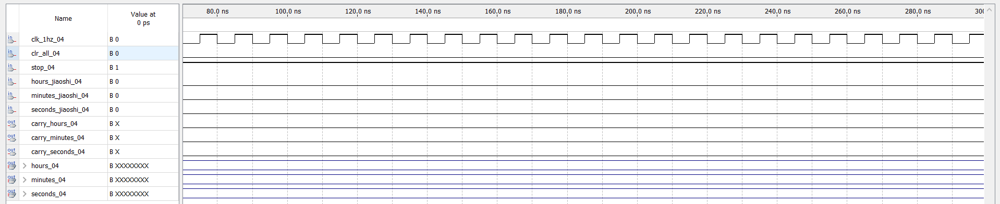 Name
Value at
0 ps
80.0 ns 100.0 ns 120.0 ns 140.0 ns 160.0 ns 180.0 ns 200.0 ns 220.0 ns 240.0 ns 260.0 ns 280.0 ns 300
in clk_1hz_04 B 0
in clr_all_04 B 0
in stop_04 B 1
in hours_jiaoshi_04 B 0
in minutes_jiaoshi_04 B 0
in seconds_jiaoshi_04 B 0
out carry_hours_04 B X
out carry_minutes_04 B X
out carry_seconds_04 B X
out hours_04 B XXXXXXXX
out minutes_04 B XXXXXXXX
out seconds_04 B XXXXXXXX